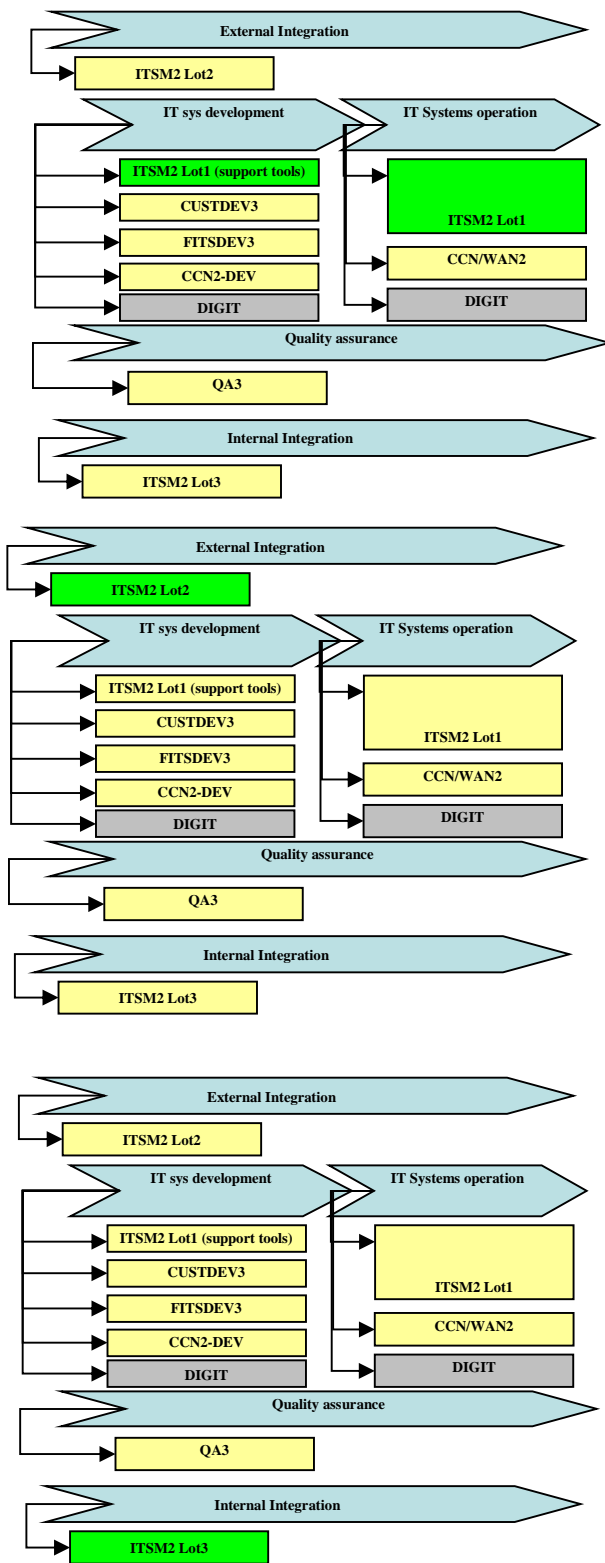 External Integration
ITSM2 Lot2
IT sys development
IT Systems operation
ITSM2 Lot1 (support tools)
CUSTDEV3
ITSM2 Lot1
FITSDEV3
CCN/WAN2
CCN2-DEV
DIGIT
DIGIT
Quality assurance
QA3
Internal Integration
ITSM2 Lot3
External Integration
ITSM2 Lot2
IT sys development
IT Systems operation
ITSM2 Lot1 (support tools)
CUSTDEV3
ITSM2 Lot1
FITSDEV3
CCN/WAN2
CCN2-DEV
DIGIT
DIGIT
Quality assurance
QA3
Internal Integration
ITSM2 Lot3
External Integration
ITSM2 Lot2
IT sys development
IT Systems operation
ITSM2 Lot1 (support tools)
CUSTDEV3
ITSM2 Lot1
FITSDEV3
CCN/WAN2
CCN2-DEV
DIGIT
DIGIT
Quality assurance
QA3
Internal Integration
ITSM2 Lot3